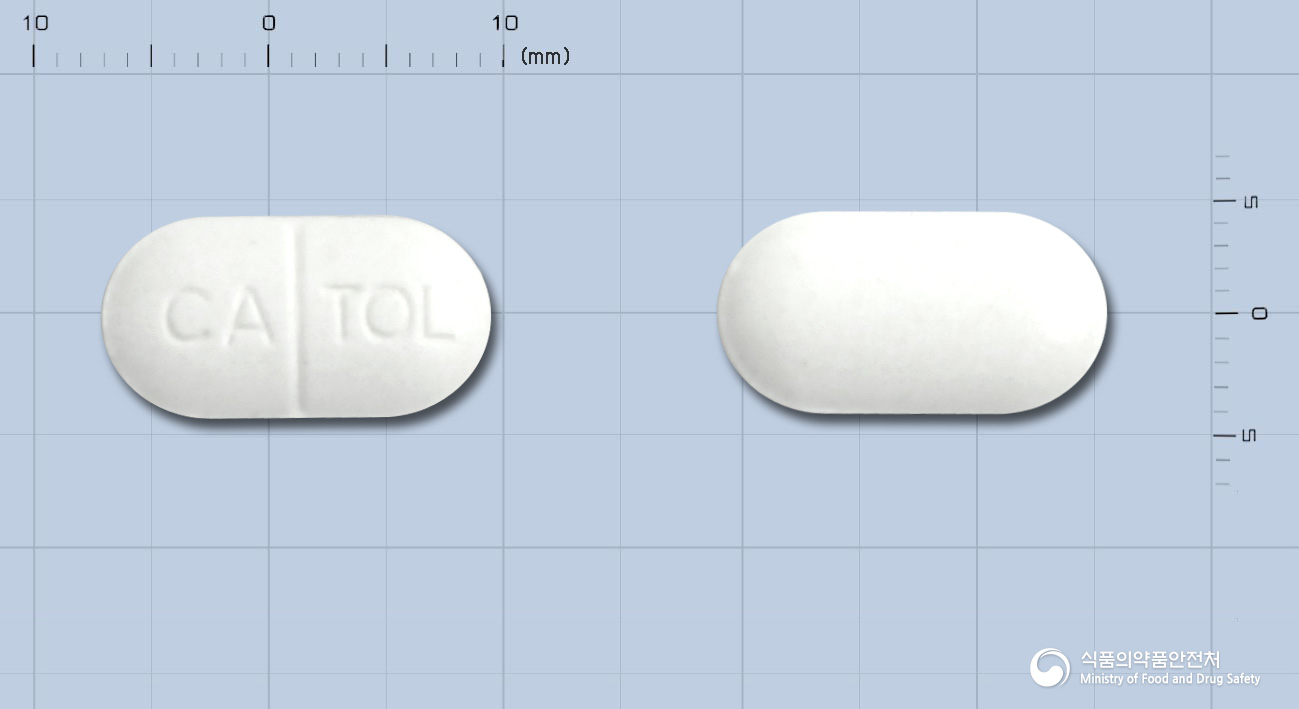 10 0 10
(mm)
CA TOL
5
0
5
식품의약품안전처
Ministry of Food and Drug Safety